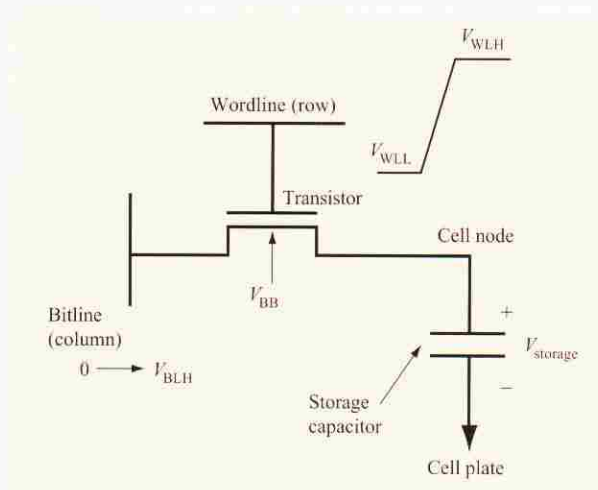 V_WLH
Wordline (row)
V_WLL
Transistor
Cell node
V_BB
Bitline
(column)
0 → V_BLH
+
V_storage
−
Storage
capacitor
Cell plate